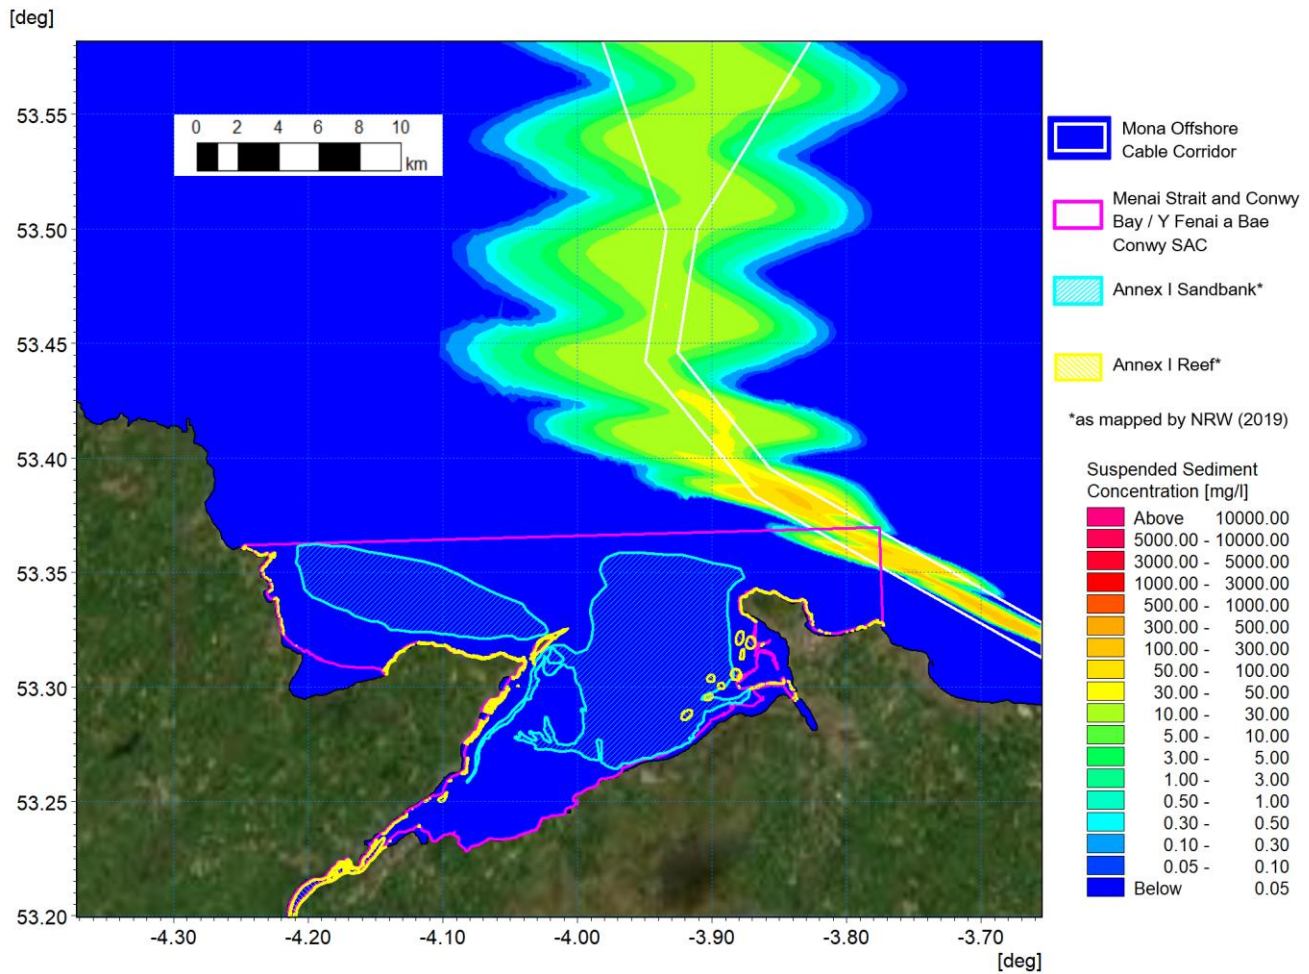 [deg]
53.55
53.50
53.45
53.40
53.35
53.30
53.25
53.20
0 2 4 6 8 10
km
-4.30 -4.20 -4.10 -4.00 -3.90 -3.80 -3.70
[deg]
Mona Offshore
Cable Corridor
Menai Strait and Conwy
Bay / Y Fenai a Bae
Conwy SAC
Annex I Sandbank*
Annex I Reef*
*as mapped by NRW (2019)
Suspended Sediment
Concentration [mg/l]
Above 10000.00
5000.00 - 10000.00
3000.00 - 5000.00
1000.00 - 3000.00
500.00 - 1000.00
300.00 - 500.00
100.00 - 300.00
50.00 - 100.00
30.00 - 50.00
10.00 - 30.00
5.00 - 10.00
3.00 - 5.00
1.00 - 3.00
0.50 - 1.00
0.30 - 0.50
0.10 - 0.30
0.05 - 0.10
Below 0.05